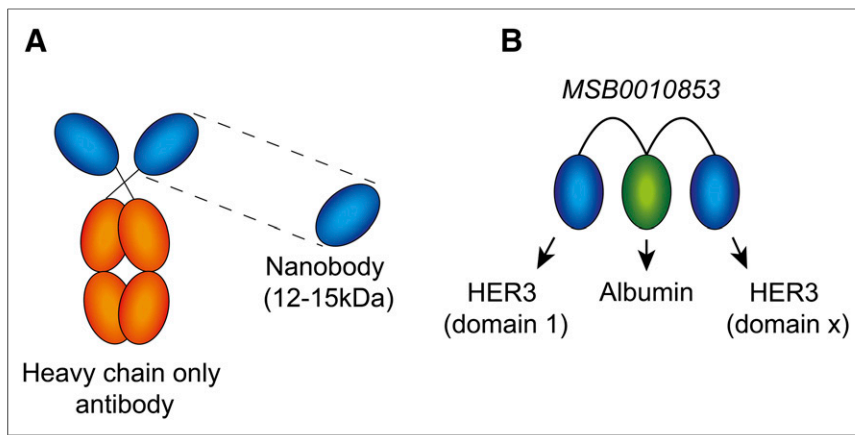 A
Nanobody
(12-15kDa)
Heavy chain only
antibody
B
MSB0010853
HER3
(domain 1)
Albumin
HER3
(domain x)